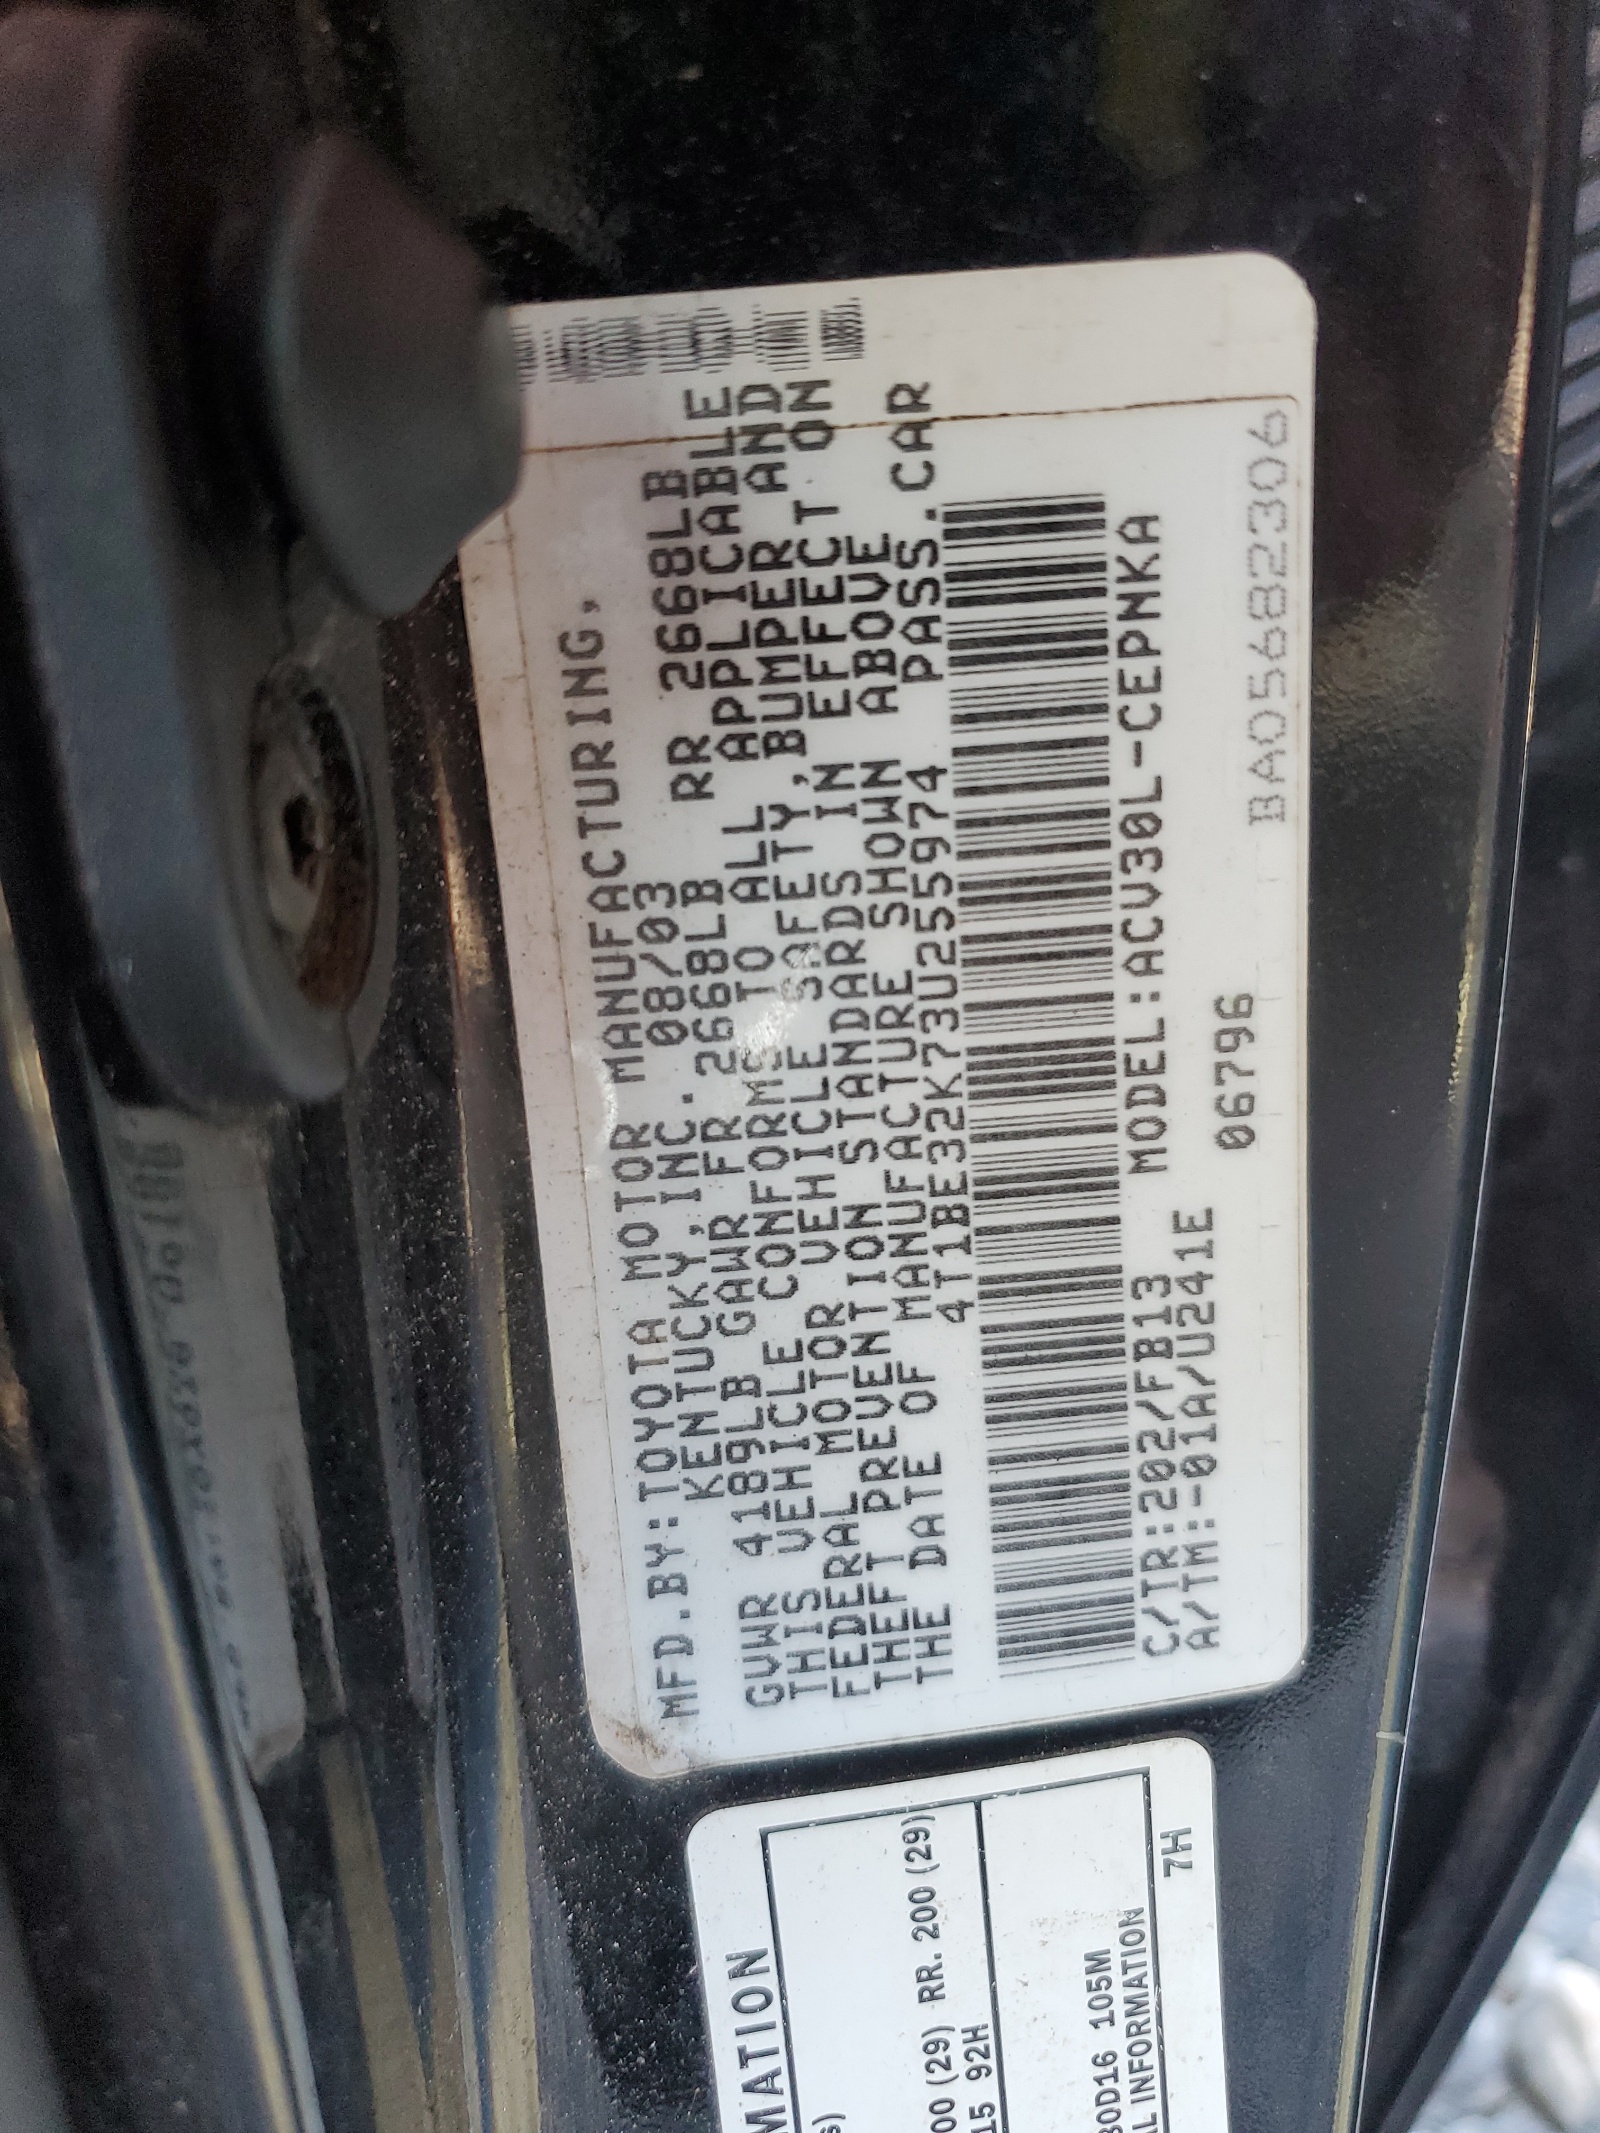 MFD.BY:TOYOTA MOTOR MANUFACTURING,
KENTUCKY,INC. 08/03
GVWR 4189LB GAWR FR 2668LB RR 2668LB
THIS VEHICLE CONFORMS TO ALL APPLICABLE
FEDERAL MOTOR VEHICLE SAFETY,BUMPER AND
THEFT PREVENTION STANDARDS IN EFFECT ON
THE DATE OF MANUFACTURE SHOWN ABOVE.
4T1BE32K73U255974 PASS.CAR
C/TR:202/FB13 MODEL:ACV30L-CEPNKA
A/TM:-01A/U241E 06796
BA05682306
MATION
00 (29) RR. 200 (29)
15 92H
80D16 105M
L INFORMATION 7H